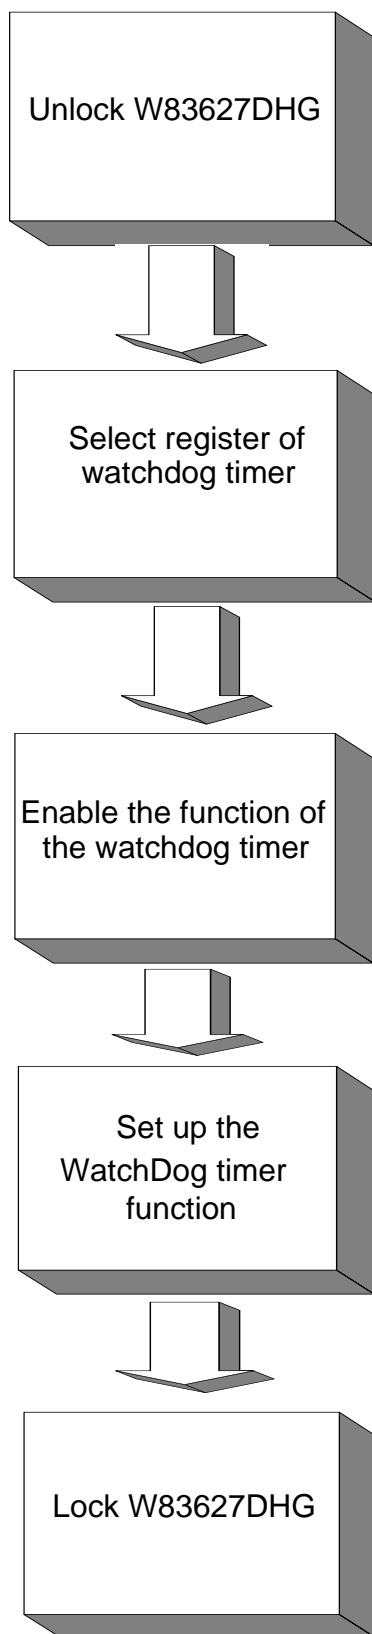 Unlock W83627DHG
Select register of
watchdog timer
Enable the function of
the watchdog timer
Set up the
WatchDog timer
function
Lock W83627DHG